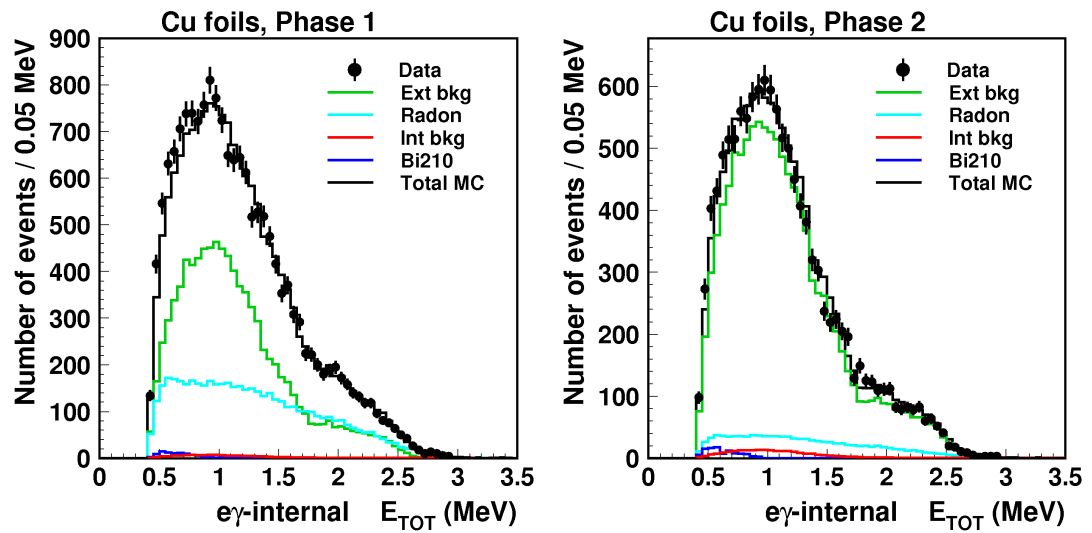 Cu foils, Phase 1
Number of events / 0.05 MeV
900
800
700
600
500
400
300
200
100
0
Data
Ext bkg
Radon
Int bkg
Bi210
Total MC
0 0.5 1 1.5 2 2.5 3 3.5
eγ-internal E_TOT (MeV)
Cu foils, Phase 2
Number of events / 0.05 MeV
600
500
400
300
200
100
0
Data
Ext bkg
Radon
Int bkg
Bi210
Total MC
0 0.5 1 1.5 2 2.5 3 3.5
eγ-internal E_TOT (MeV)